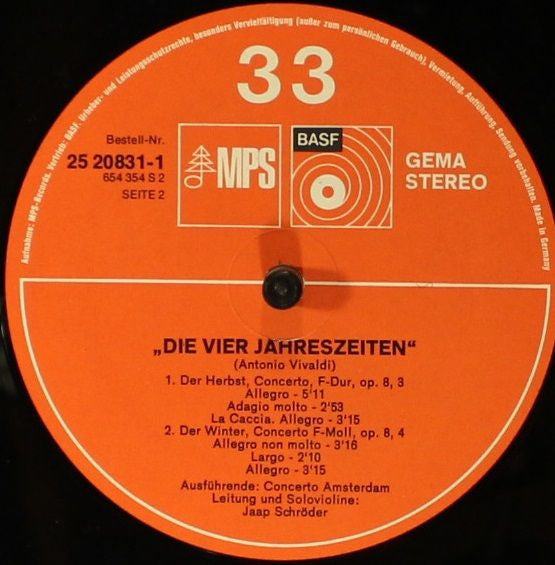 Aufnahme: MPS-Records. Vertrieb: BASF. Urheber- und Leistungsschutzrechte, besonders Vervielfältigung (außer zum persönlichen Gebrauch), Vermietung, Aufführung, Sendung vorbehalten. Made in Germany
33
Bestell-Nr.
25 20831-1
654 354 S 2
SEITE 2
MPS
BASF
GEMA
STEREO
„DIE VIER JAHRESZEITEN“
(Antonio Vivaldi)
1. Der Herbst, Concerto, F-Dur, op. 8, 3
Allegro - 5'11
Adagio molto - 2'53
La Caccia. Allegro - 3'15
2. Der Winter, Concerto F-Moll, op. 8, 4
Allegro non molto - 3'16
Largo - 2'10
Allegro - 3'15
Ausführende: Concerto Amsterdam
Leitung und Solovioline:
Jaap Schröder